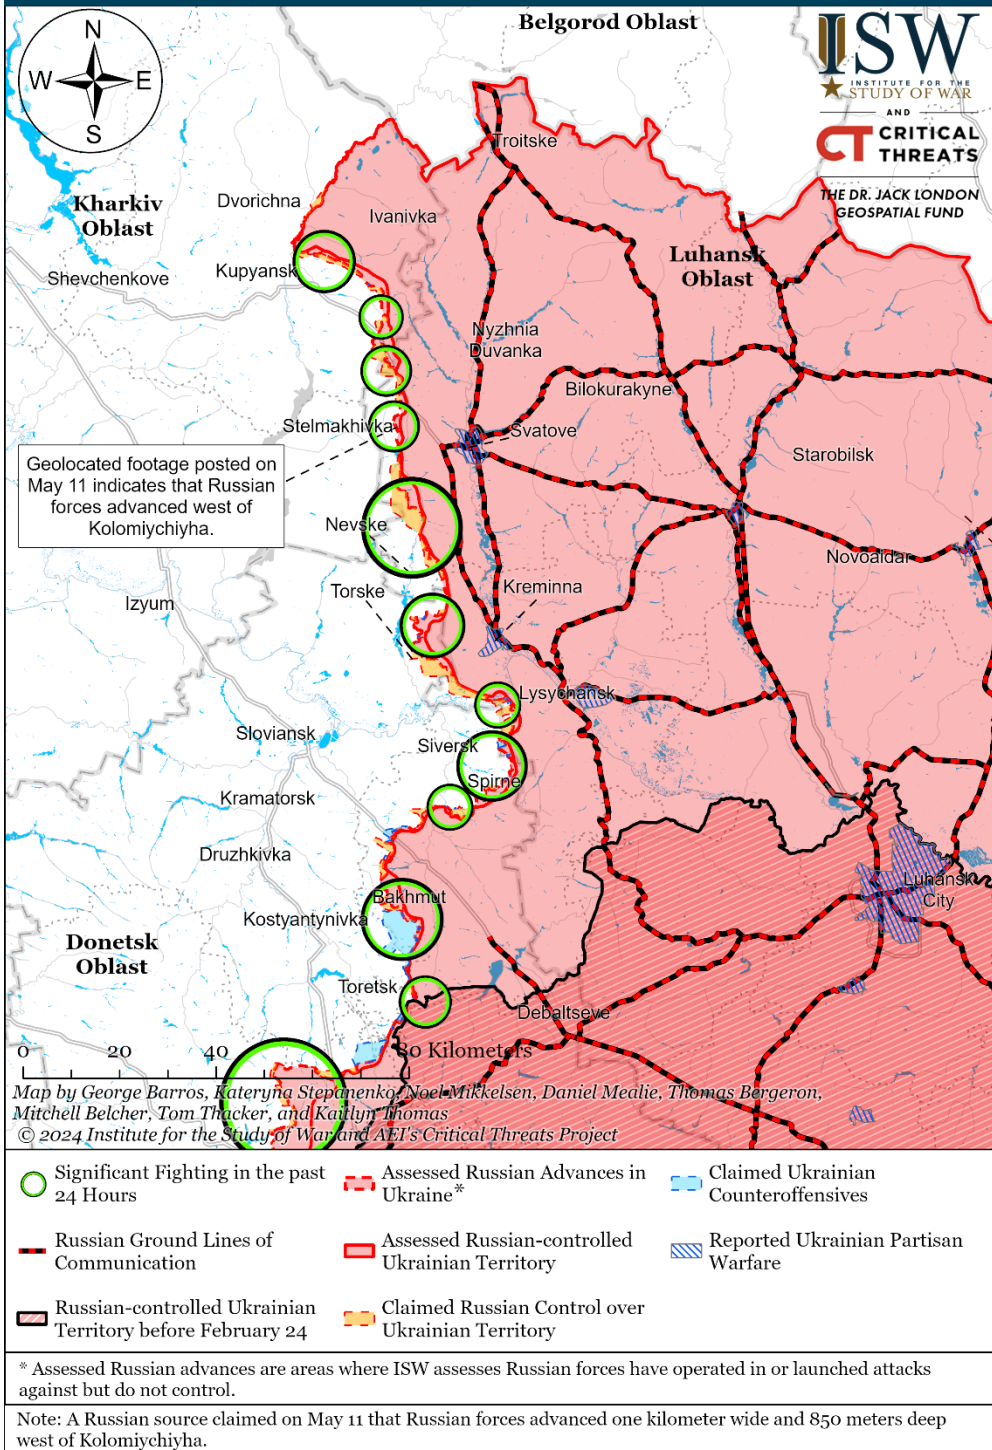 Belgorod Oblast
N
W
E
S
ISW
INSTITUTE FOR THE
STUDY OF WAR
AND
CT CRITICAL
THREATS
THE DR. JACK LONDON
GEOSPATIAL FUND
Troitske
Dvorichna
Kharkiv
Oblast
Ivanivka
Luhansk
Oblast
Kupyansk
Shevchenkove
Nyzhnia
Duvanka
Bilokurakyne
Stelmakhivka
Svatove
Starobilsk
Geolocated footage posted on
May 11 indicates that Russian
forces advanced west of
Kolomiychiyha.
Nevske
Novoaldar
Torske
Kreminna
Izyum
Lysychansk
Sloviansk
Siversk
Spirne
Kramatorsk
Druzhkivka
Luhansk
City
Bakhmut
Kostyantynivka
Donetsk
Oblast
Toretsk
Debaltseve
0
20
40
80 Kilometers
Map by George Barros, Kateryna Stepanenko, Noel Mikkelsen, Daniel Mealie, Thomas Bergeron,
Mitchell Belcher, Tom Thacker, and Kaitlyn Thomas
© 2024 Institute for the Study of War and AEI's Critical Threats Project
Significant Fighting in the past
24 Hours
Assessed Russian Advances in
Ukraine*
Claimed Ukrainian
Counteroffensives
Russian Ground Lines of
Communication
Assessed Russian-controlled
Ukrainian Territory
Reported Ukrainian Partisan
Warfare
Russian-controlled Ukrainian
Territory before February 24
Claimed Russian Control over
Ukrainian Territory
* Assessed Russian advances are areas where ISW assesses Russian forces have operated in or launched attacks
against but do not control.
Note: A Russian source claimed on May 11 that Russian forces advanced one kilometer wide and 850 meters deep
west of Kolomiychiyha.